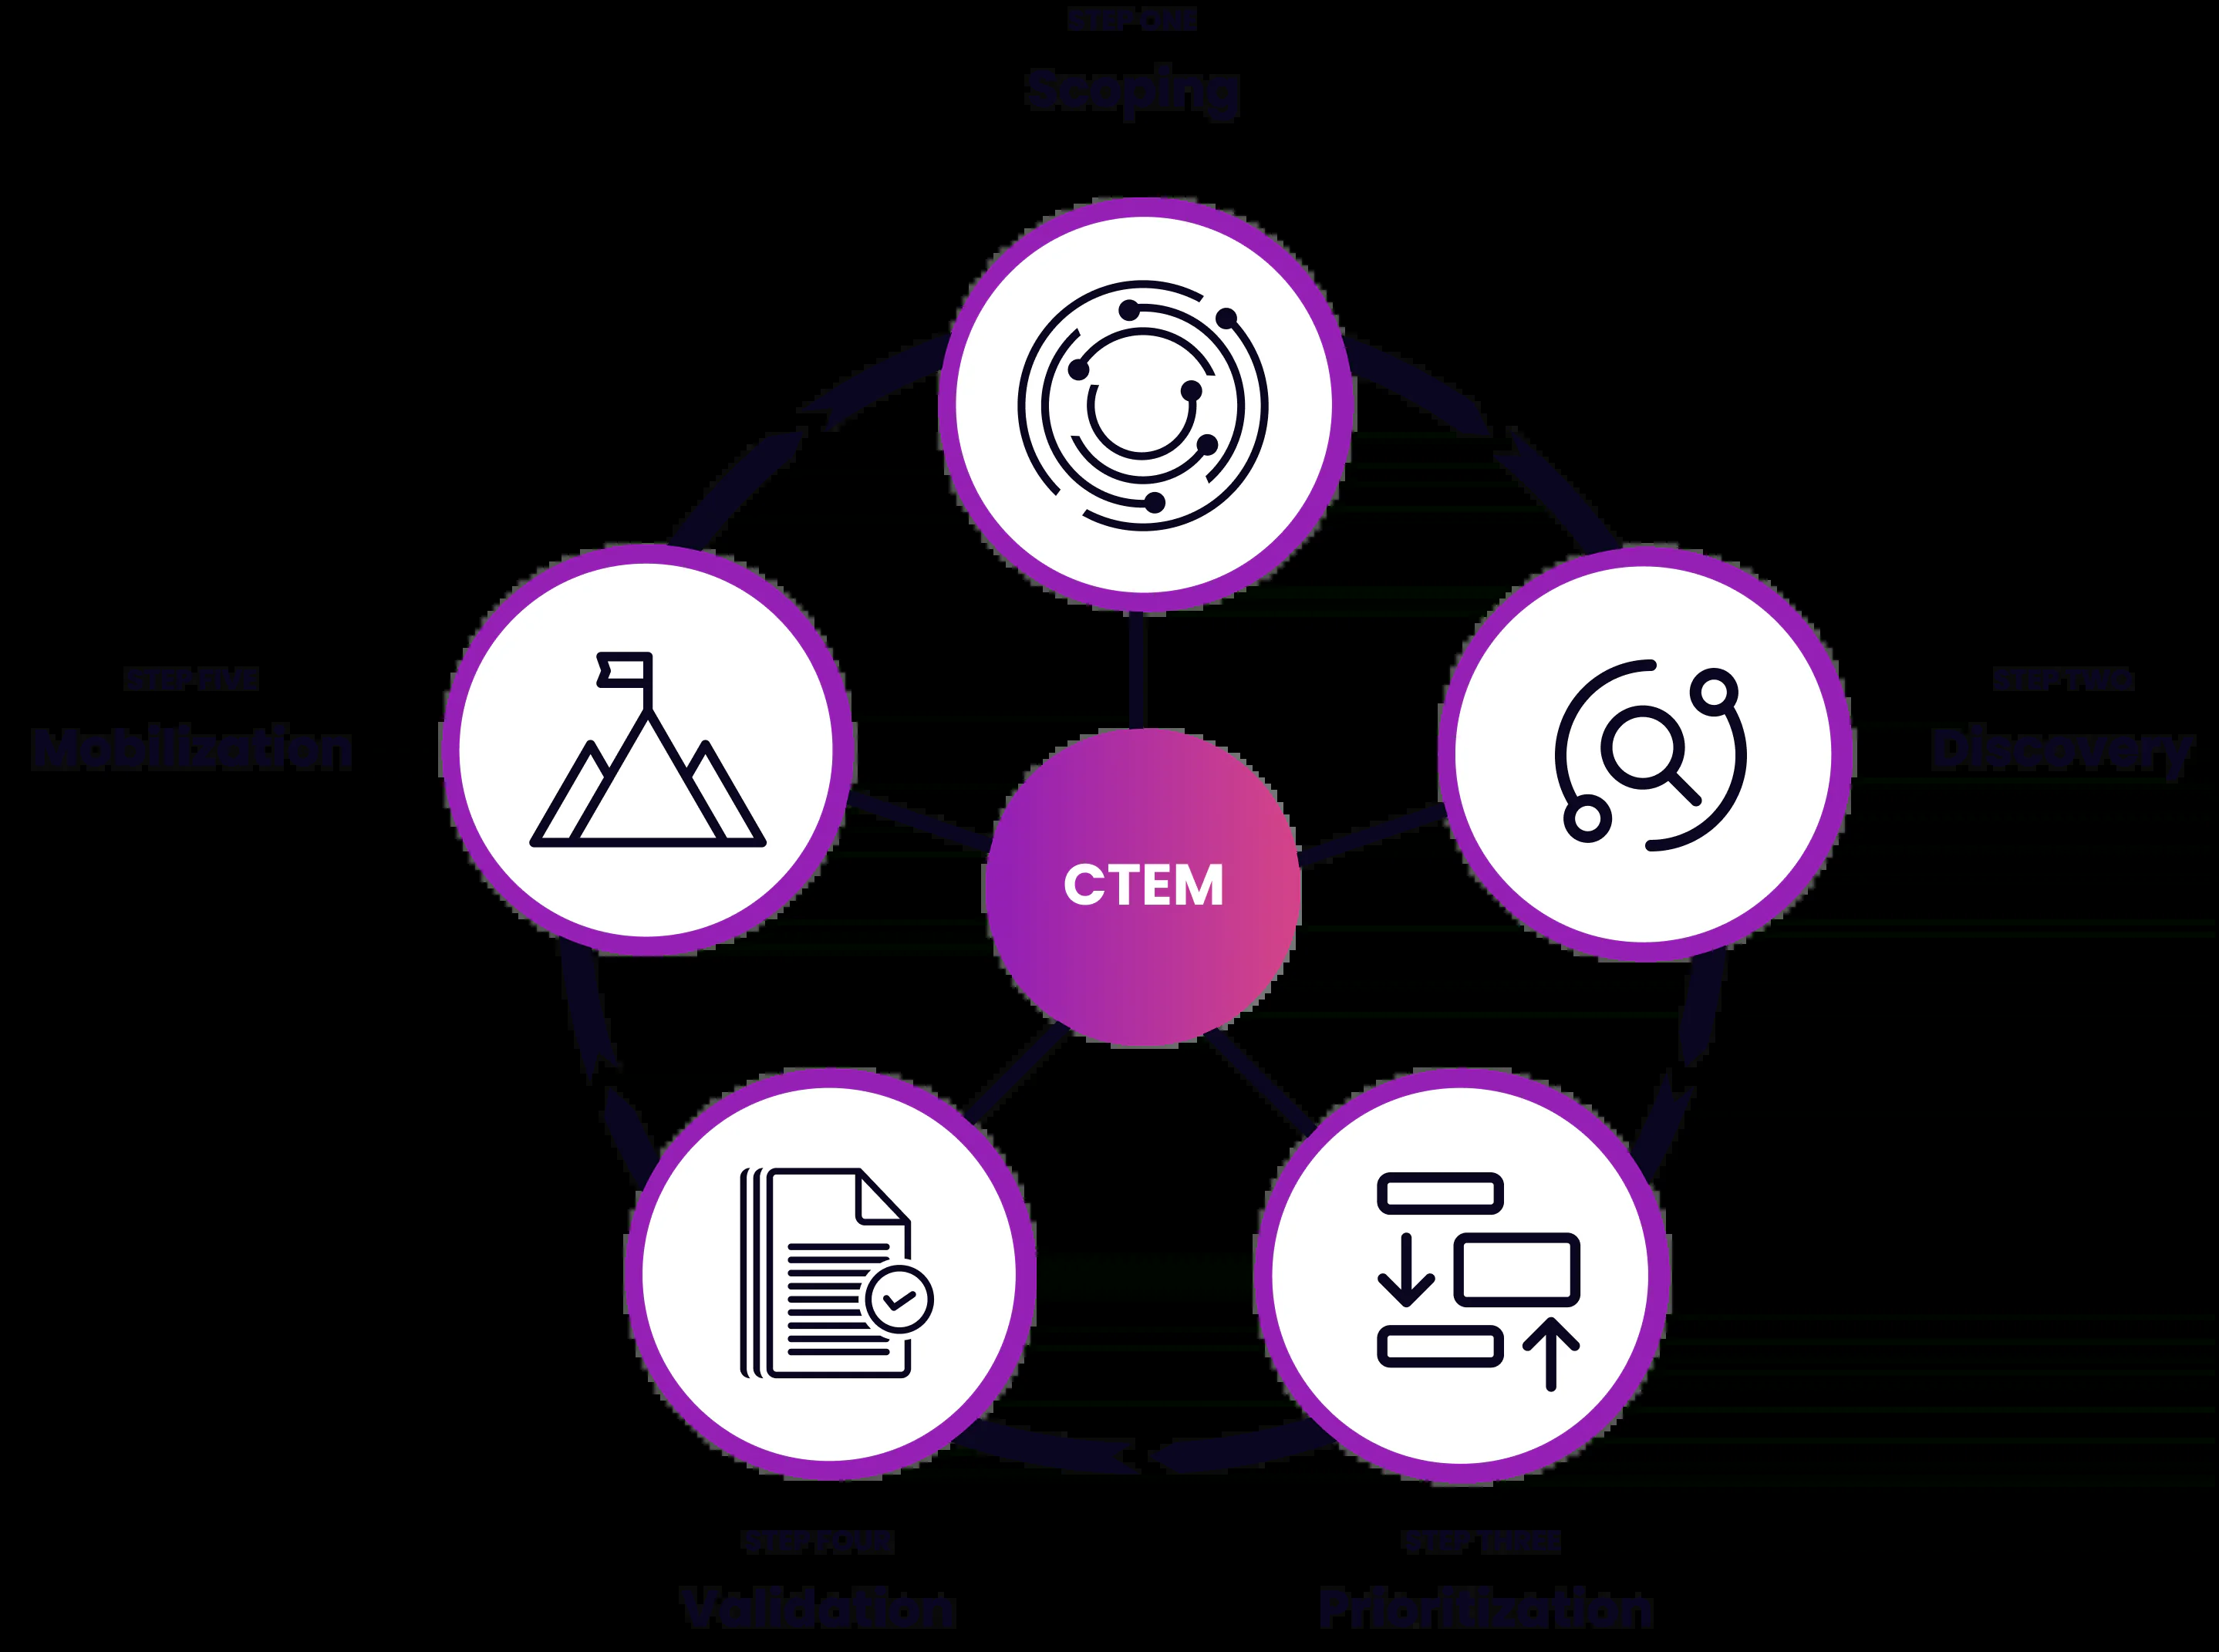 STEP ONE
Scoping
STEP FIVE
Mobilization
STEP TWO
Discovery
CTEM
STEP FOUR
Validation
STEP THREE
Prioritization